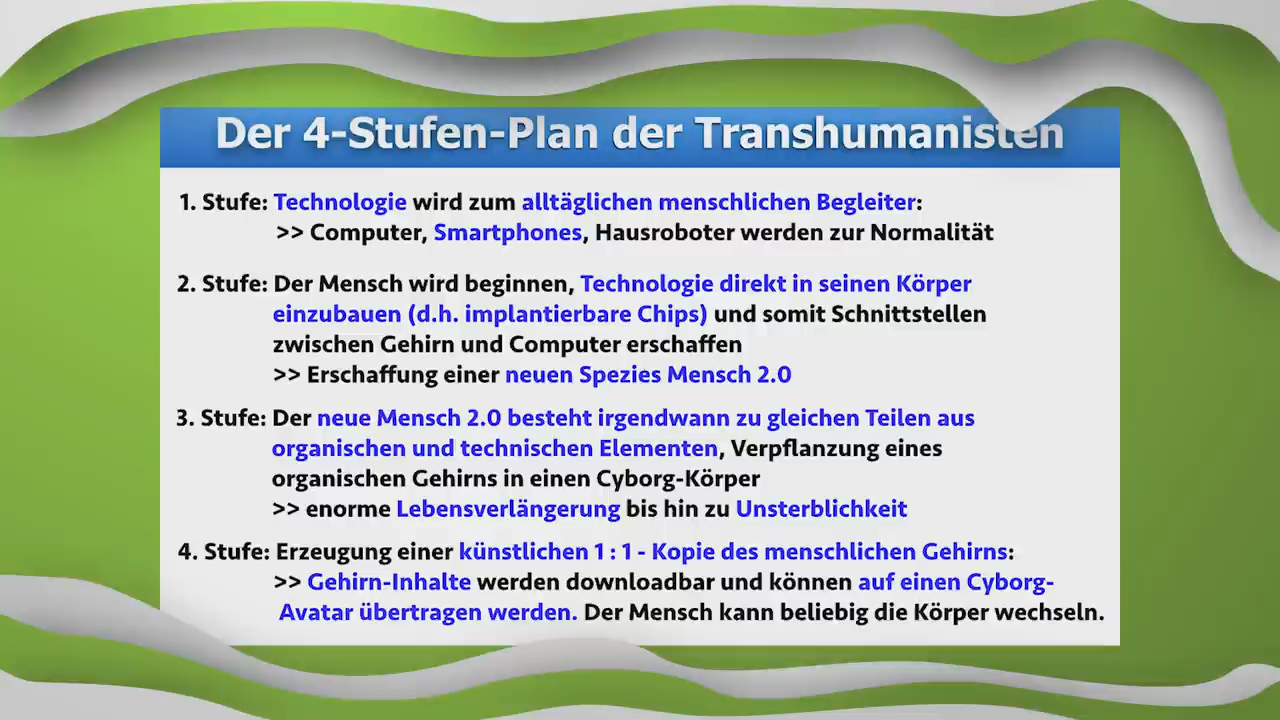 Der 4-Stufen-Plan der Transhumanisten
1. Stufe: Technologie wird zum alltäglichen menschlichen Begleiter:
>> Computer, Smartphones, Hausroboter werden zur Normalität
2. Stufe: Der Mensch wird beginnen, Technologie direkt in seinen Körper
einzubauen (d.h. implantierbare Chips) und somit Schnittstellen
zwischen Gehirn und Computer erschaffen
>> Erschaffung einer neuen Spezies Mensch 2.0
3. Stufe: Der neue Mensch 2.0 besteht irgendwann zu gleichen Teilen aus
organischen und technischen Elementen, Verpflanzung eines
organischen Gehirns in einen Cyborg-Körper
>> enorme Lebensverlängerung bis hin zu Unsterblichkeit
4. Stufe: Erzeugung einer künstlichen 1 : 1 - Kopie des menschlichen Gehirns:
>> Gehirn-Inhalte werden downloadbar und können auf einen Cyborg-
Avatar übertragen werden. Der Mensch kann beliebig die Körper wechseln.